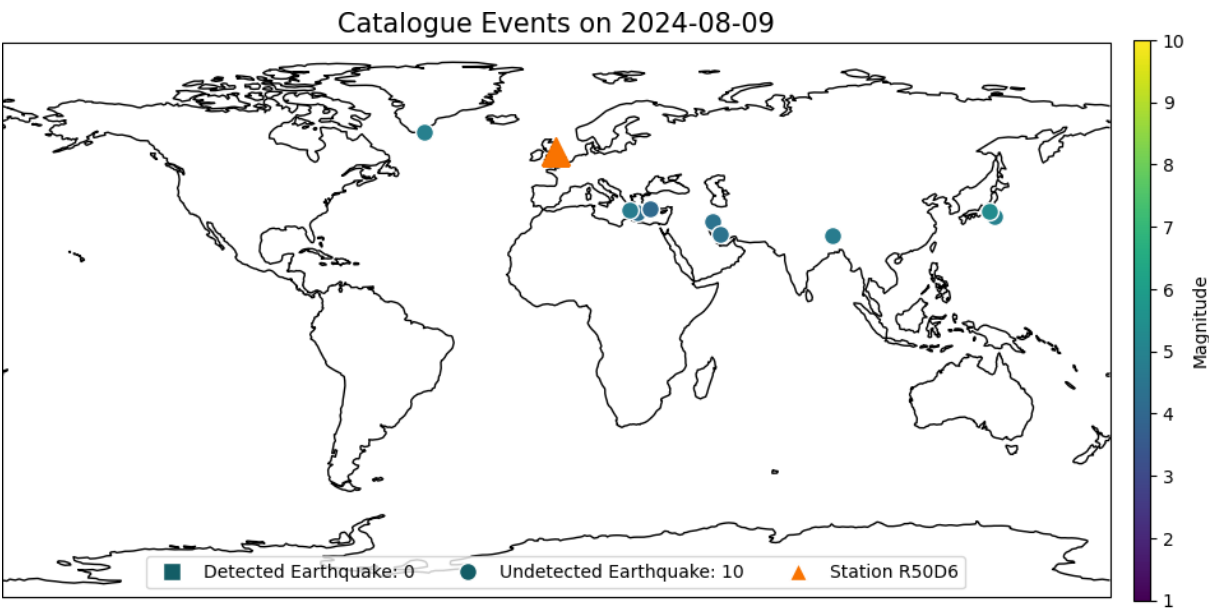 Catalogue Events on 2024-08-09
10
9
8
7
6
5
4
3
2
1
Magnitude
Detected Earthquake: 0
Undetected Earthquake: 10
Station R50D6